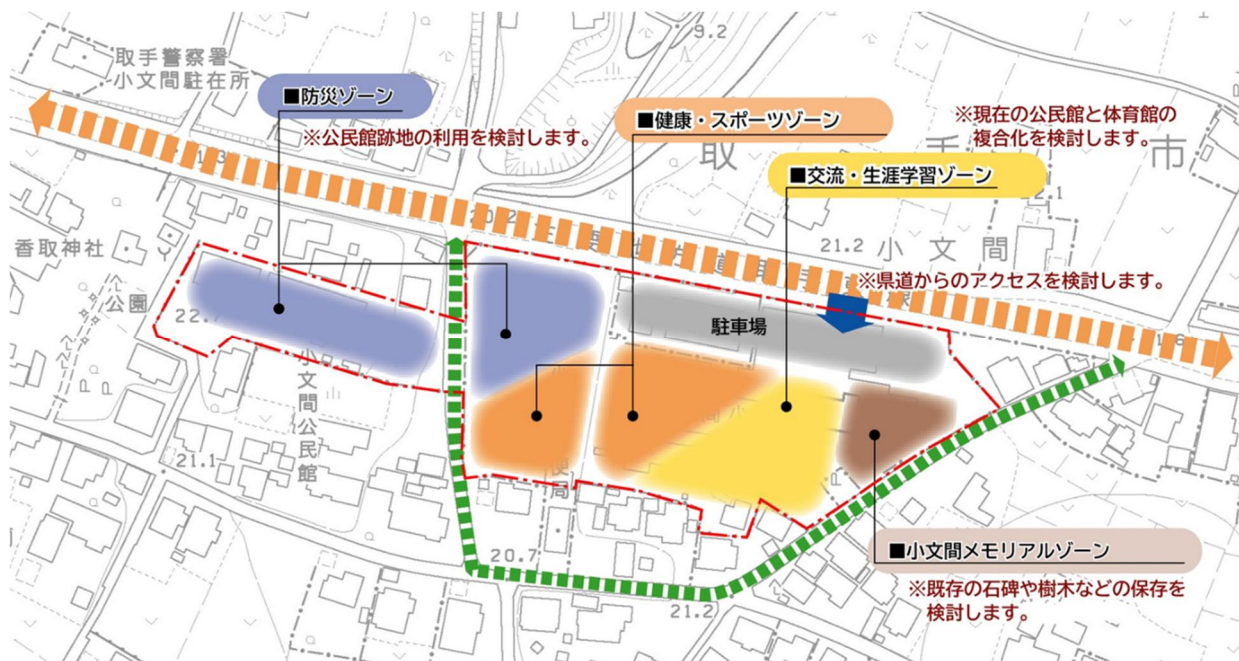 取手警察署
小文間駐在所
9.2
■防災ゾーン
※公民館跡地の利用を検討します。
■健康・スポーツゾーン
※現在の公民館と体育館の
複合化を検討します。
取手市
■交流・生涯学習ゾーン
21.2
小文間
香取神社
公園
※県道からのアクセスを検討します。
駐車場
小文間公民館
21.1
便局
20.7
21.2
■小文間メモリアルゾーン
※既存の石碑や樹木などの保存を
検討します。